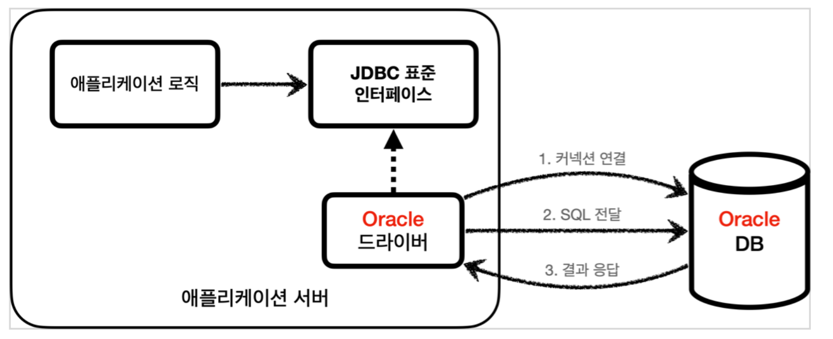 애플리케이션 로직
JDBC 표준
인터페이스
1. 커넥션 연결
Oracle
드라이버
2. SQL 전달
Oracle
DB
3. 결과 응답
애플리케이션 서버